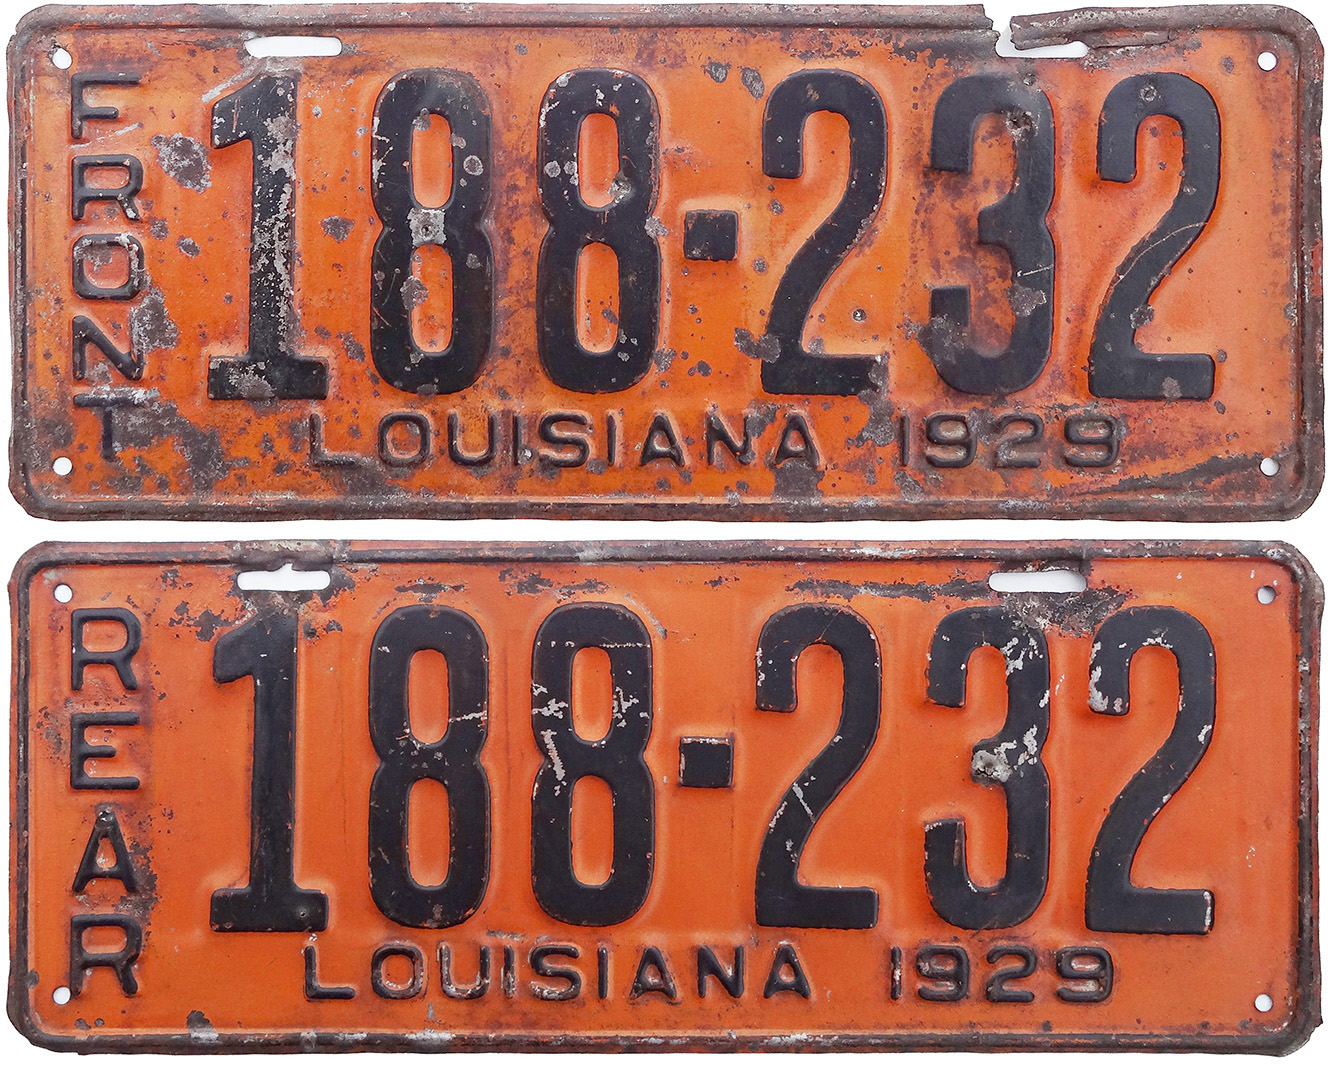 FRONT
188-232
LOUISIANA 1929
REAR
188-232
LOUISIANA 1929